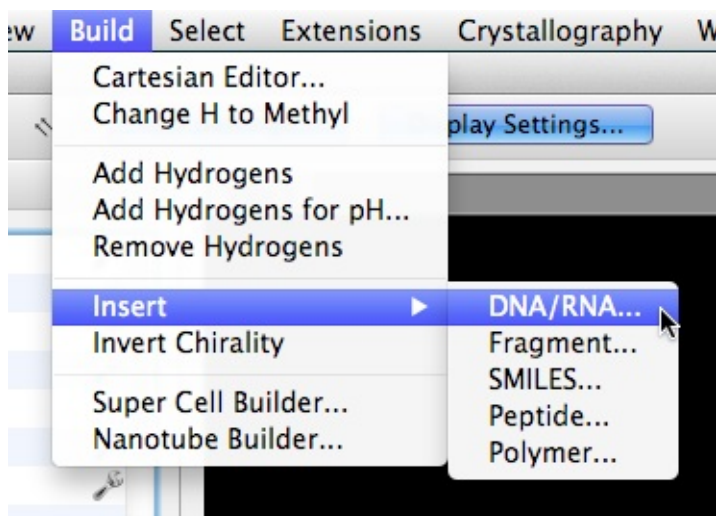 ew Build Select Extensions Crystallography W
Cartesian Editor...
Change H to Methyl
play Settings...
Add Hydrogens
Add Hydrogens for pH...
Remove Hydrogens
Insert
Invert Chirality
Super Cell Builder...
Nanotube Builder...
DNA/RNA...
Fragment...
SMILES...
Peptide...
Polymer...